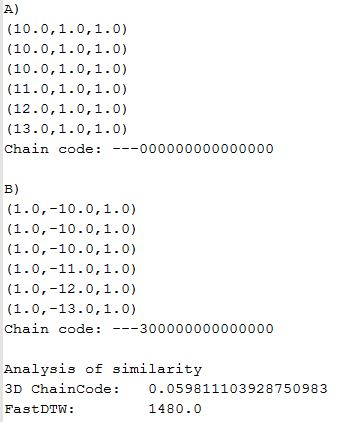 A)
(10.0,1.0,1.0)
(10.0,1.0,1.0)
(10.0,1.0,1.0)
(11.0,1.0,1.0)
(12.0,1.0,1.0)
(13.0,1.0,1.0)
Chain code: ---000000000000000
B)
(1.0,-10.0,1.0)
(1.0,-10.0,1.0)
(1.0,-10.0,1.0)
(1.0,-11.0,1.0)
(1.0,-12.0,1.0)
(1.0,-13.0,1.0)
Chain code: ---300000000000000
Analysis of similarity
3D ChainCode: 0.059811103928750983
FastDTW: 1480.0